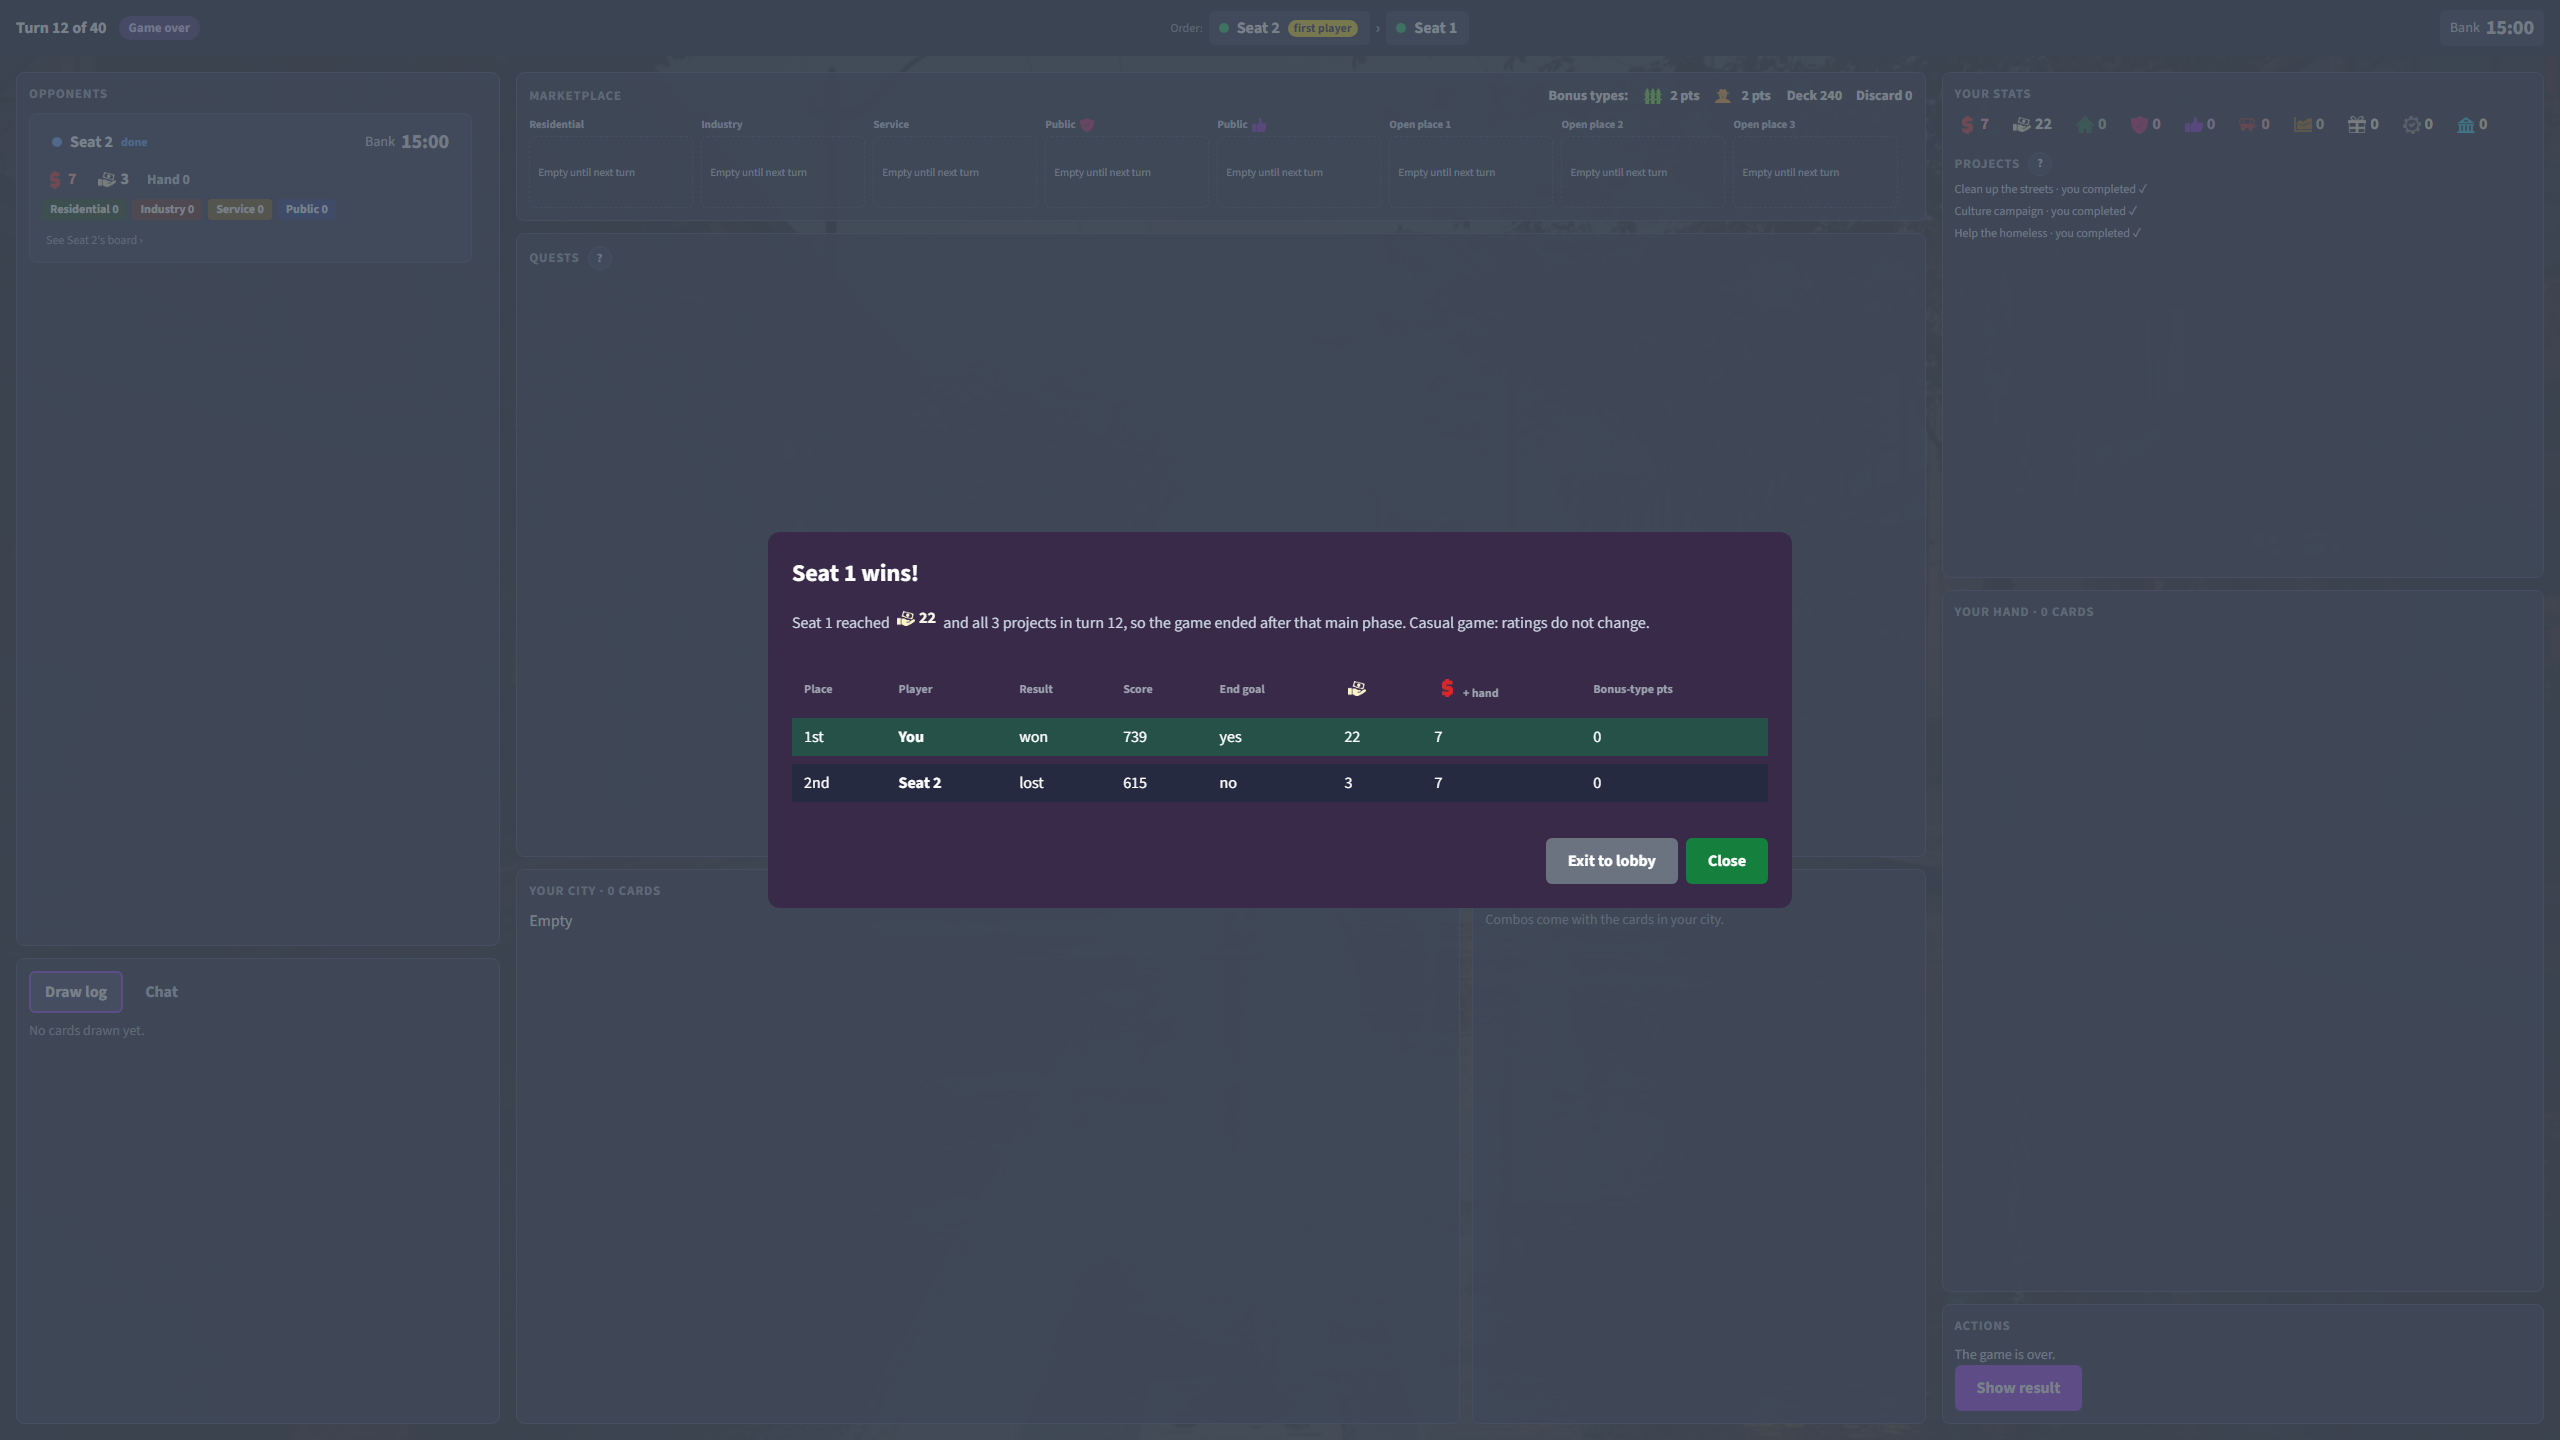 Turn 12 of 40 Game over
Order: Seat 2 first player › Seat 1
Bank 15:00
OPPONENTS
Seat 2 done Bank 15:00
7 3 Hand 0
Residential 0 Industry 0 Service 0 Public 0
See Seat 2's board ›
Draw log Chat
No cards drawn yet.
MARKETPLACE
Bonus types: 2 pts 2 pts Deck 240 Discard 0
Residential Industry Service Public Public Open place 1 Open place 2 Open place 3
Empty until next turn Empty until next turn Empty until next turn Empty until next turn Empty until next turn Empty until next turn Empty until next turn Empty until next turn
QUESTS ?
Seat 1 wins!
Seat 1 reached 22 and all 3 projects in turn 12, so the game ended after that main phase. Casual game: ratings do not change.
Place Player Result Score End goal $ + hand Bonus-type pts
1st You won 739 yes 22 7 0
2nd Seat 2 lost 615 no 3 7 0
Exit to lobby Close
YOUR CITY · 0 CARDS
Empty
Combos come with the cards in your city.
YOUR STATS
$ 7 22 0 0 0 0 0 0 0 0
PROJECTS ?
Clean up the streets · you completed ✓
Culture campaign · you completed ✓
Help the homeless · you completed ✓
YOUR HAND · 0 CARDS
ACTIONS
The game is over.
Show result